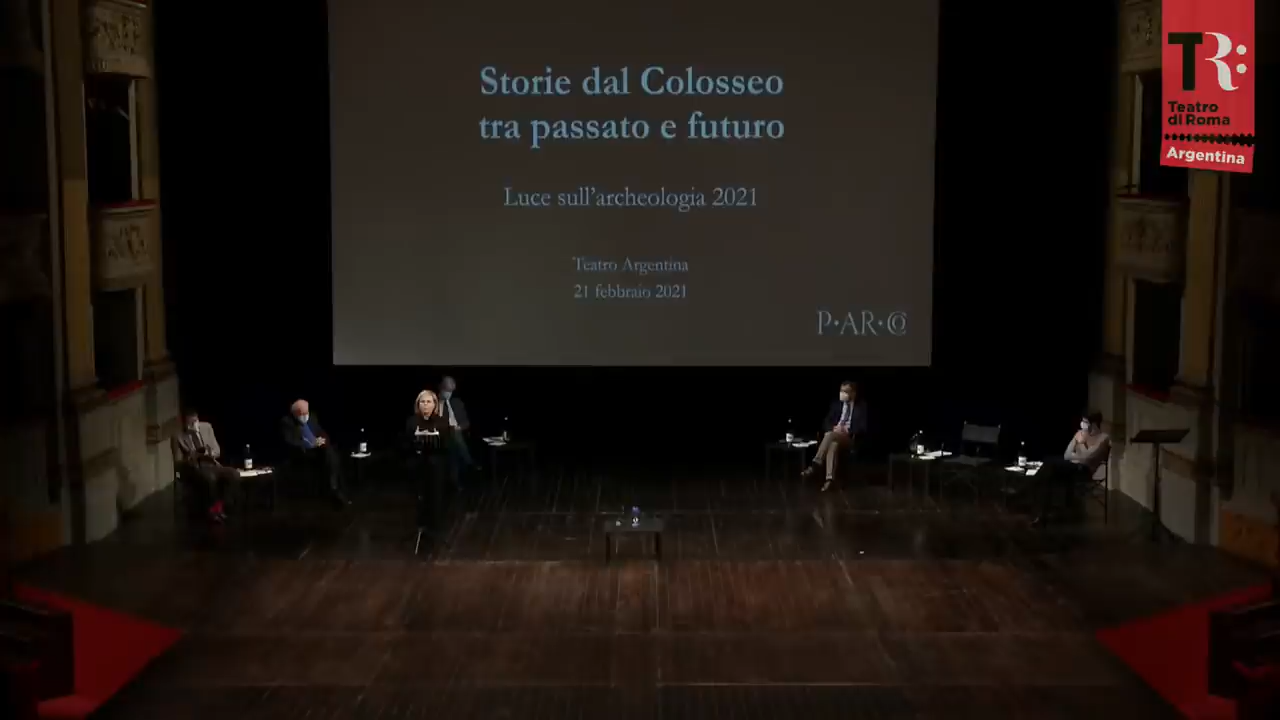 Storie dal Colosseo
tra passato e futuro
Luce sull'archeologia 2021
Teatro Argentina
21 febbraio 2021
P·AR·CO
TR:
Teatro
di Roma
Argentina